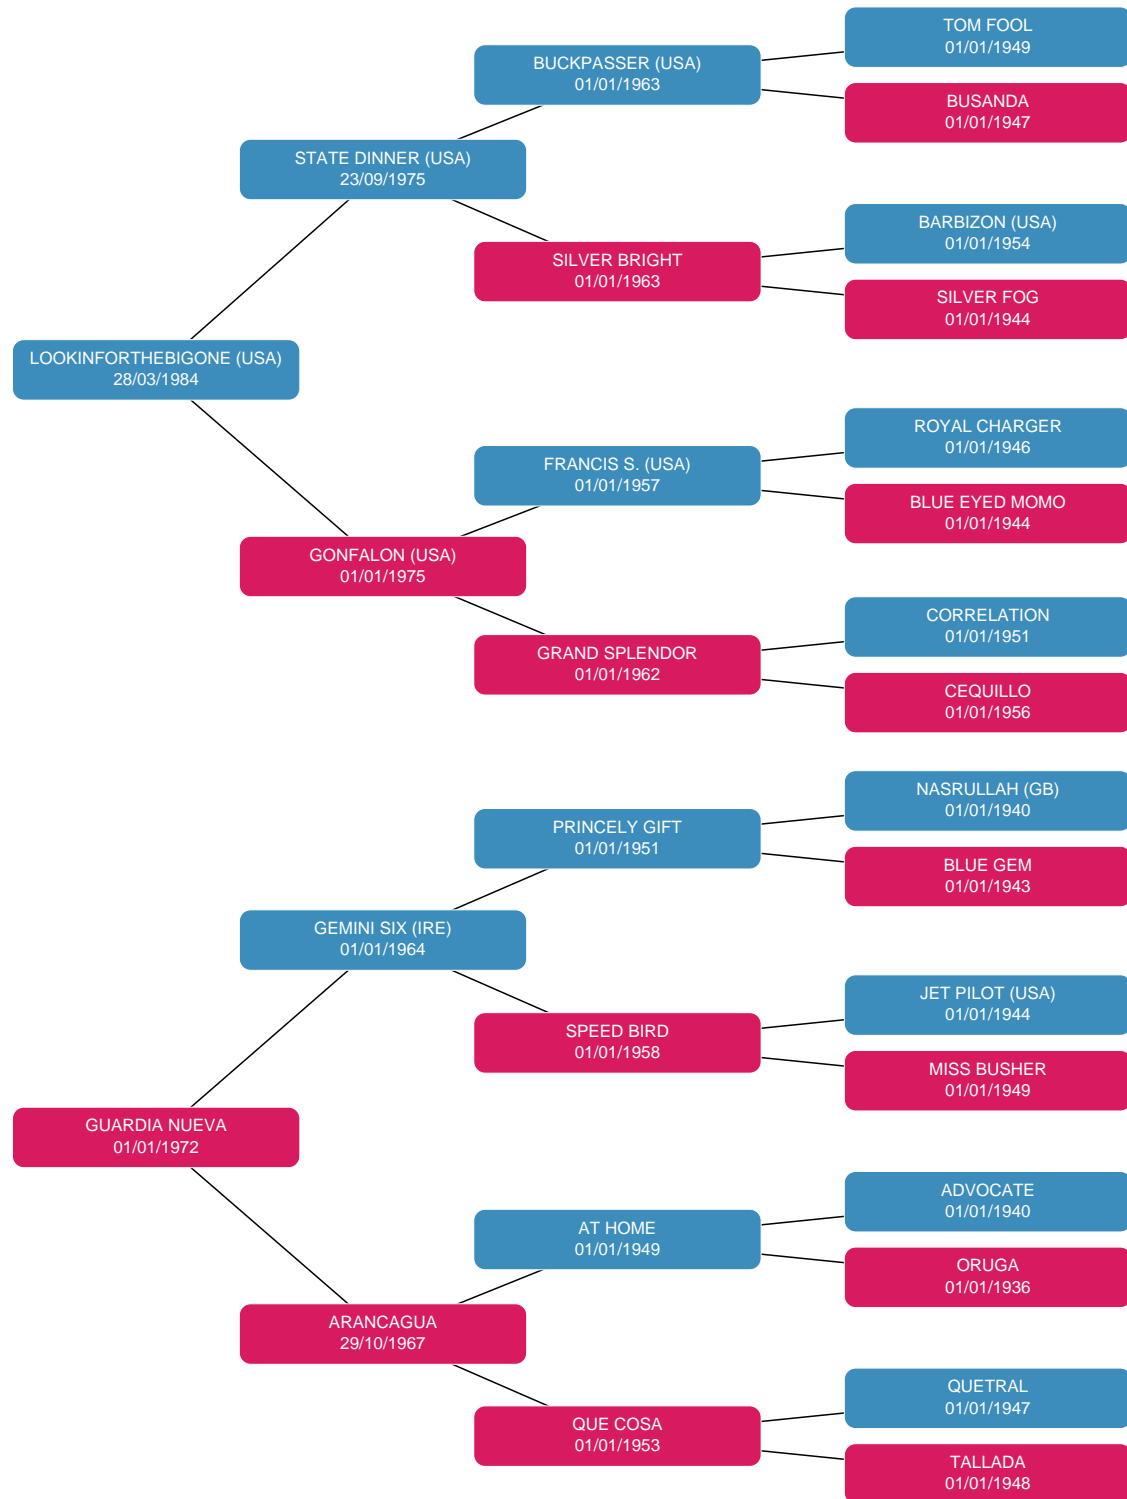 TOM FOOL
01/01/1949
BUCKPASSER (USA)
01/01/1963
BUSANDA
01/01/1947
STATE DINNER (USA)
23/09/1975
BARBIZON (USA)
01/01/1954
SILVER BRIGHT
01/01/1963
SILVER FOG
01/01/1944
LOOKINFORTHEBIGONE (USA)
28/03/1984
ROYAL CHARGER
01/01/1946
FRANCIS S. (USA)
01/01/1957
BLUE EYED MOMO
01/01/1944
GONFALON (USA)
01/01/1975
CORRELATION
01/01/1951
GRAND SPLENDOR
01/01/1962
CEQUILLO
01/01/1956
NASRULLAH (GB)
01/01/1940
PRINCELY GIFT
01/01/1951
BLUE GEM
01/01/1943
GEMINI SIX (IRE)
01/01/1964
JET PILOT (USA)
01/01/1944
SPEED BIRD
01/01/1958
MISS BUSHER
01/01/1949
GUARDIA NUEVA
01/01/1972
ADVOCATE
01/01/1940
AT HOME
01/01/1949
ORUGA
01/01/1936
ARANCAGUA
29/10/1967
QUETRAL
01/01/1947
QUE COSA
01/01/1953
TALLADA
01/01/1948